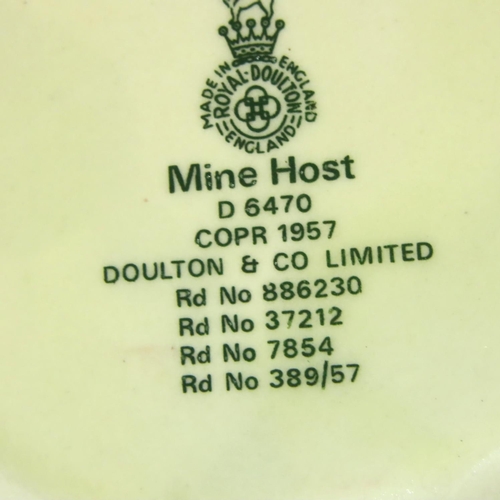 MADE IN ENGLAND
ROYAL·DOULTON
ENGLAND
Mine Host
D 6470
COPR 1957
DOULTON & CO LIMITED
Rd No 886230
Rd No 37212
Rd No 7854
Rd No 389/57